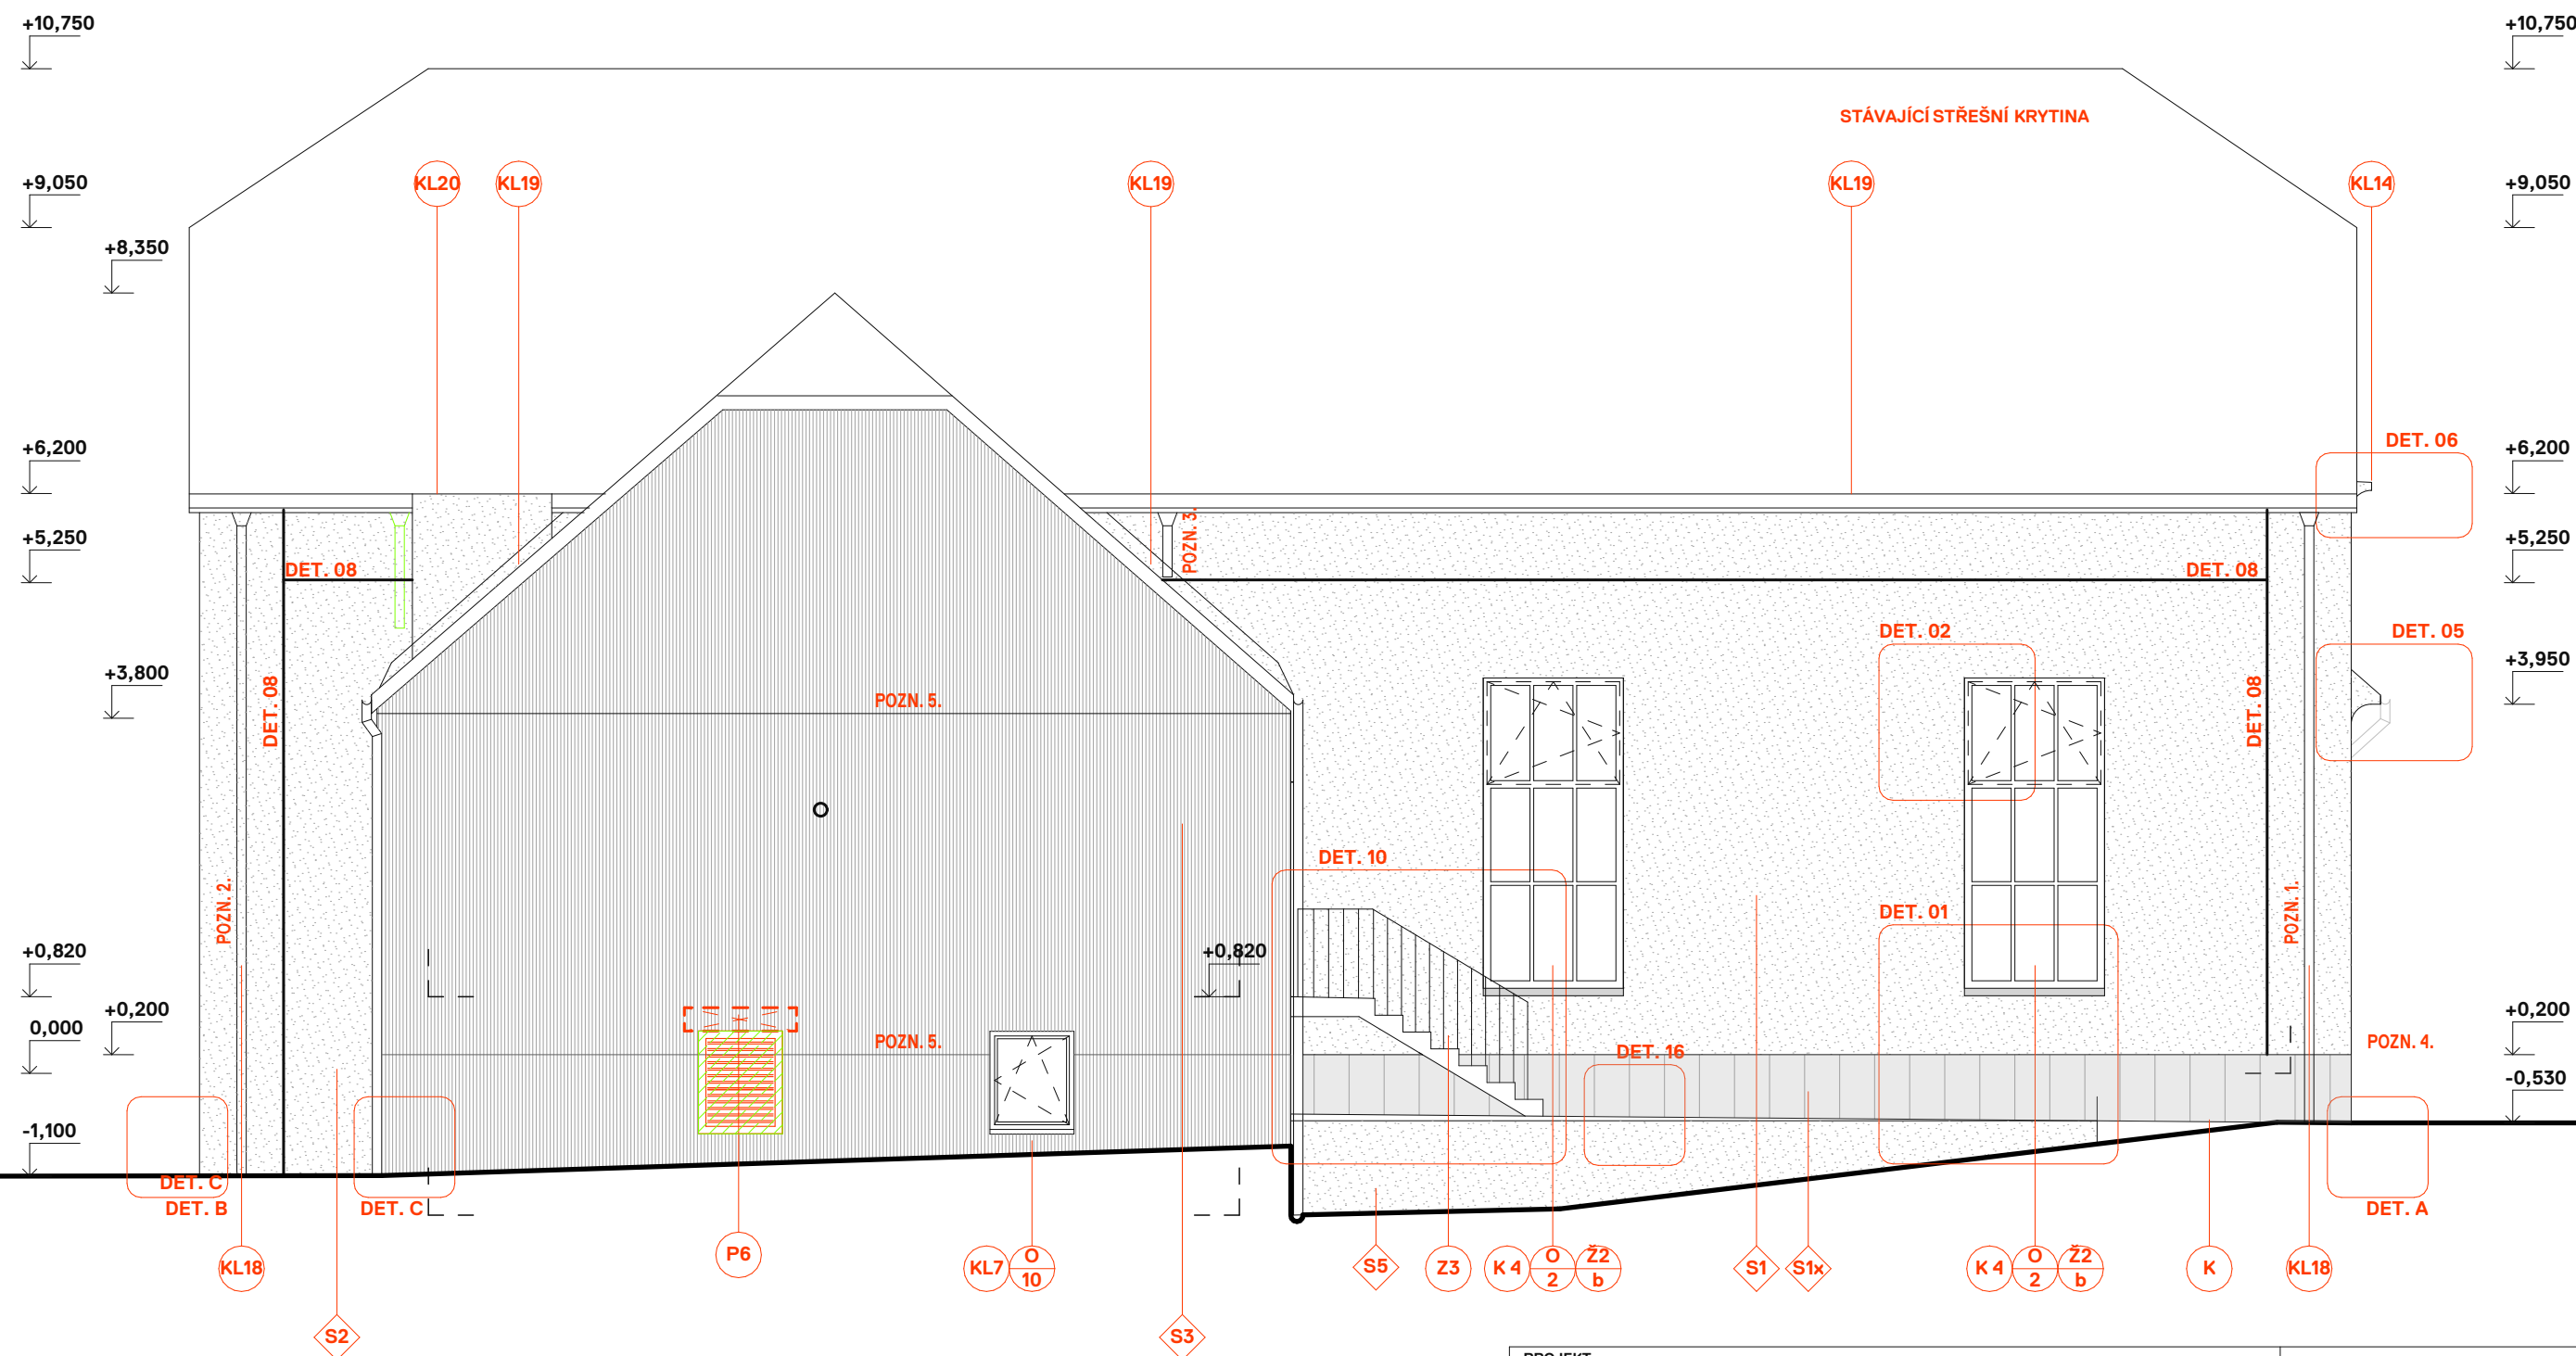 +10,750
+10,750
STÁVAJÍCÍ STŘEŠNÍ KRYTINA
+9,050
KL20
KL19
KL19
KL19
KL14
+9,050
+8,350
+6,200
DET. 06
+6,200
+5,250
POZN. 3.
+5,250
DET. 08
DET. 08
DET. 02
DET. 05
+3,800
DET. 08
POZN. 5.
DET. 08
+3,950
DET. 10
POZN. 2.
DET. 01
POZN. 1.
+0,820
+0,820
+0,200
0,000
POZN. 5.
DET. 16
POZN. 4.
+0,200
-0,530
-1,100
DET. C
DET. B
DET. C
DET. A
KL18
P6
KL7
O
10
S5
Z3
K 4
O
2
Ž2
b
S1
S1x
K 4
O
2
Ž2
b
K
KL18
S2
S3
PROJEKT